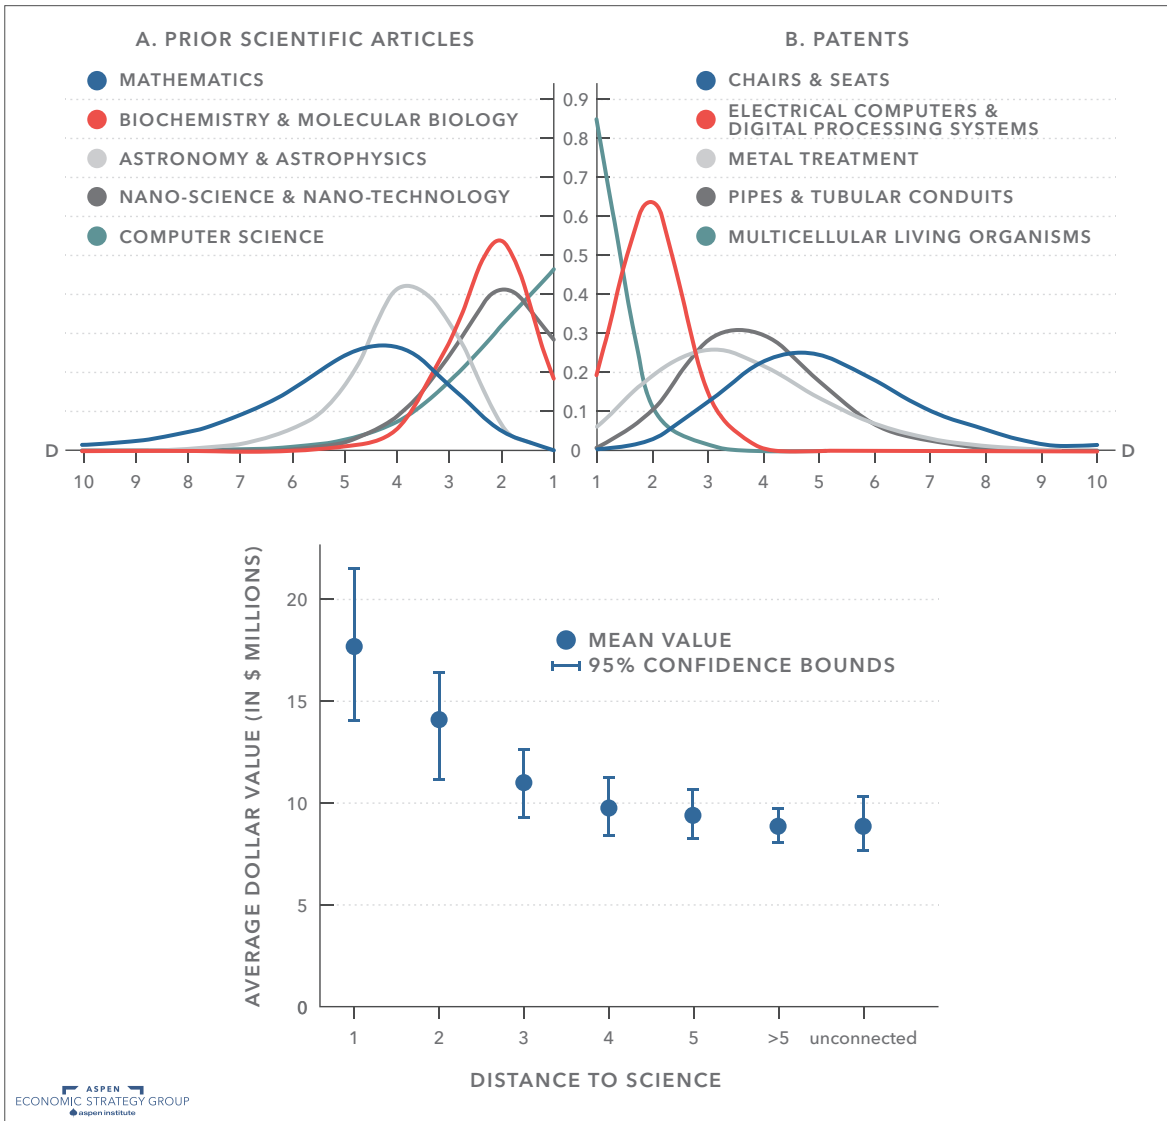 A. PRIOR SCIENTIFIC ARTICLES
MATHEMATICS
BIOCHEMISTRY & MOLECULAR BIOLOGY
ASTRONOMY & ASTROPHYSICS
NANO-SCIENCE & NANO-TECHNOLOGY
COMPUTER SCIENCE
B. PATENTS
CHAIRS & SEATS
ELECTRICAL COMPUTERS &
DIGITAL PROCESSING SYSTEMS
METAL TREATMENT
PIPES & TUBULAR CONDUITS
MULTICELLULAR LIVING ORGANISMS
0.9
0.8
0.7
0.6
0.5
0.4
0.3
0.2
0.1
0
D
10 9 8 7 6 5 4 3 2 1
1 2 3 4 5 6 7 8 9 10
D
AVERAGE DOLLAR VALUE (IN $ MILLIONS)
20
15
10
5
0
MEAN VALUE
95% CONFIDENCE BOUNDS
1 2 3 4 5 >5 unconnected
DISTANCE TO SCIENCE
ASPEN
ECONOMIC STRATEGY GROUP
aspen institute